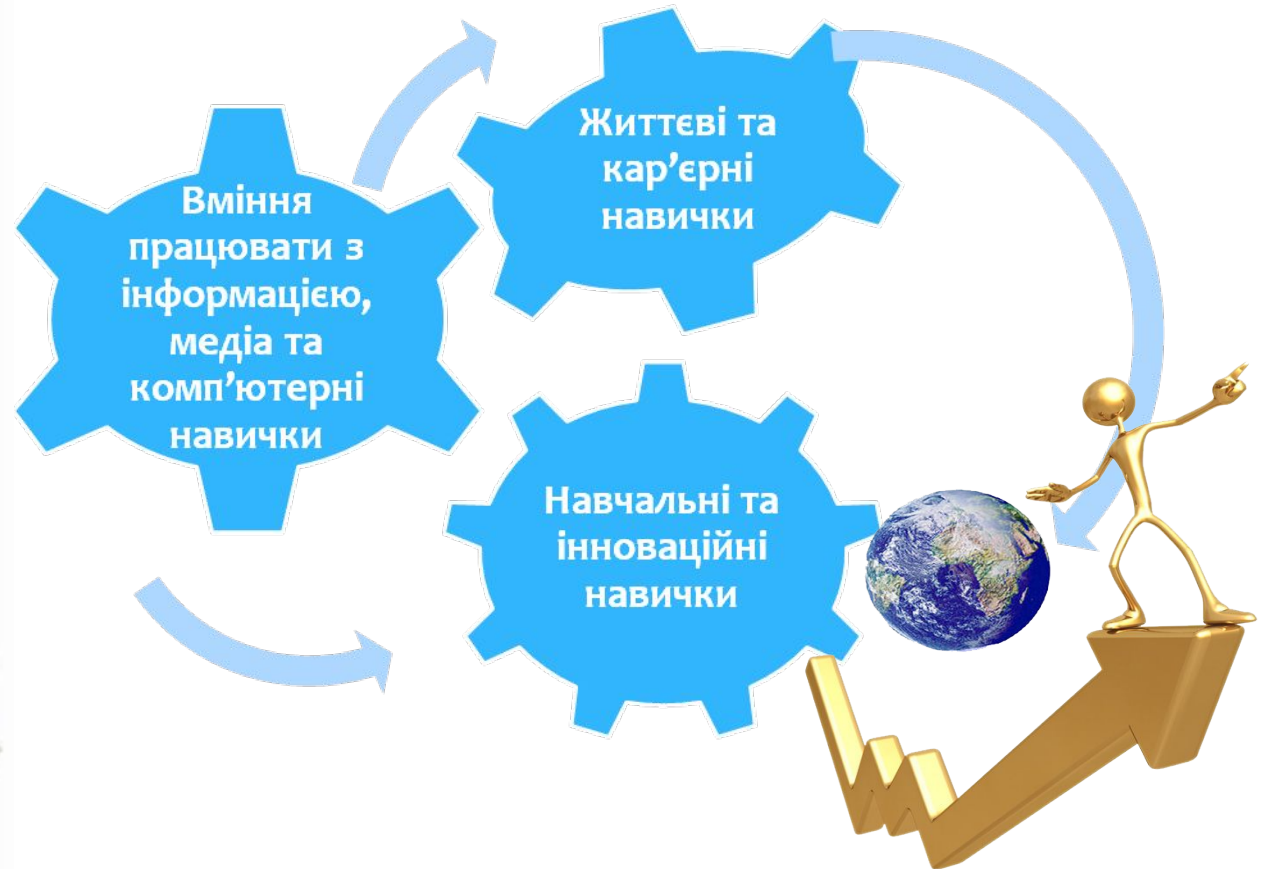 Вміння
працювати з
інформацією,
медіа та
комп’ютерні
навички
Життєві та
кар’єрні
навички
Навчальні та
інноваційні
навички